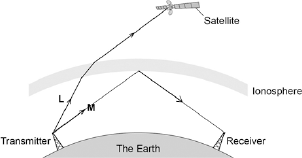 Satellite
Ionosphere
L
M
Transmitter
Receiver
The Earth